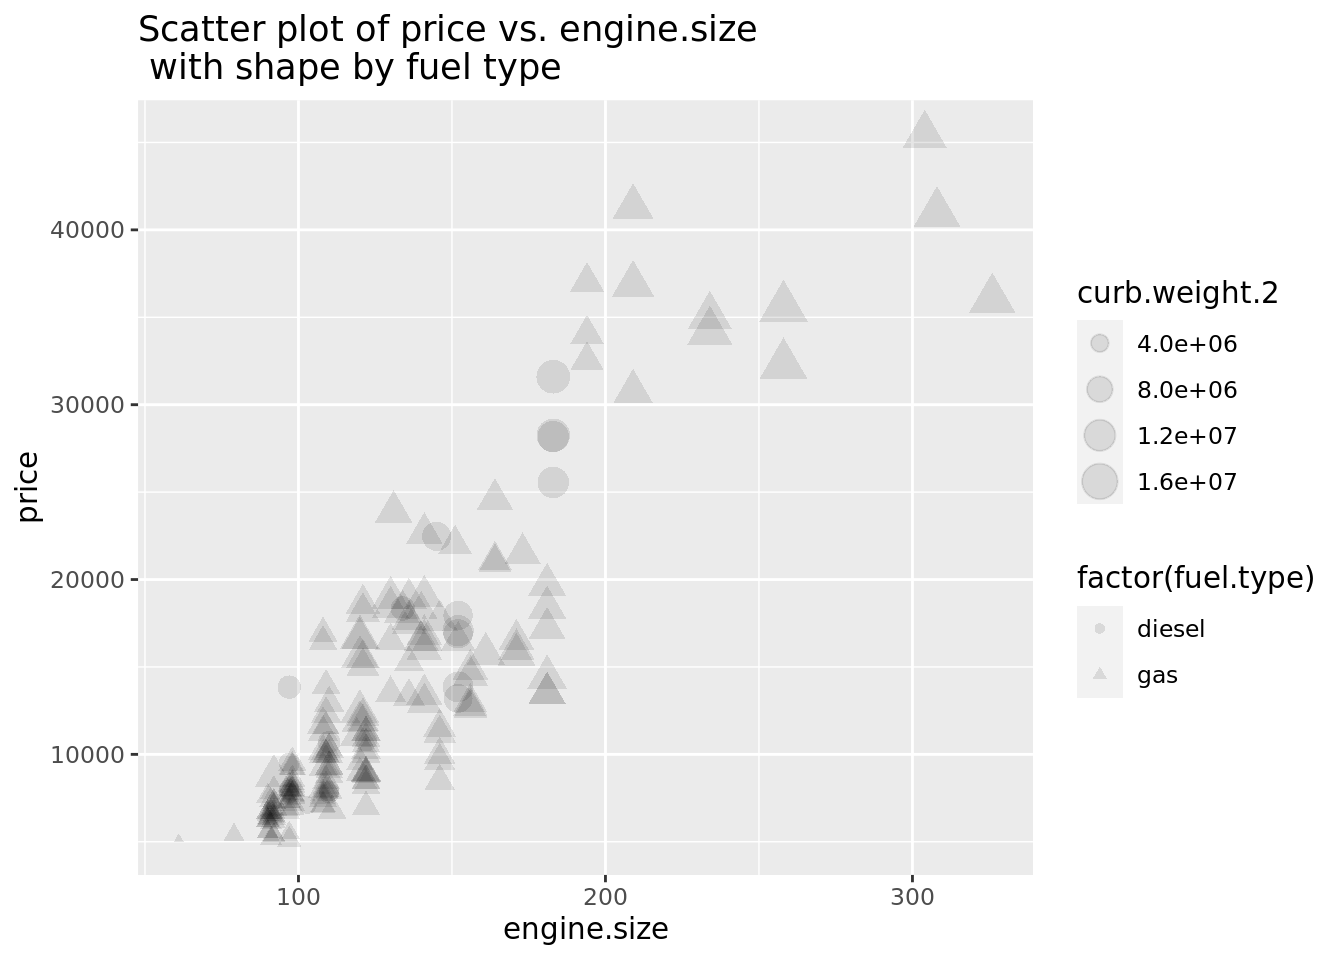 Scatter plot of price vs. engine.size
with shape by fuel type
price
40000
30000
20000
10000
100
200
300
engine.size
curb.weight.2
4.0e+06
8.0e+06
1.2e+07
1.6e+07
factor(fuel.type)
diesel
gas